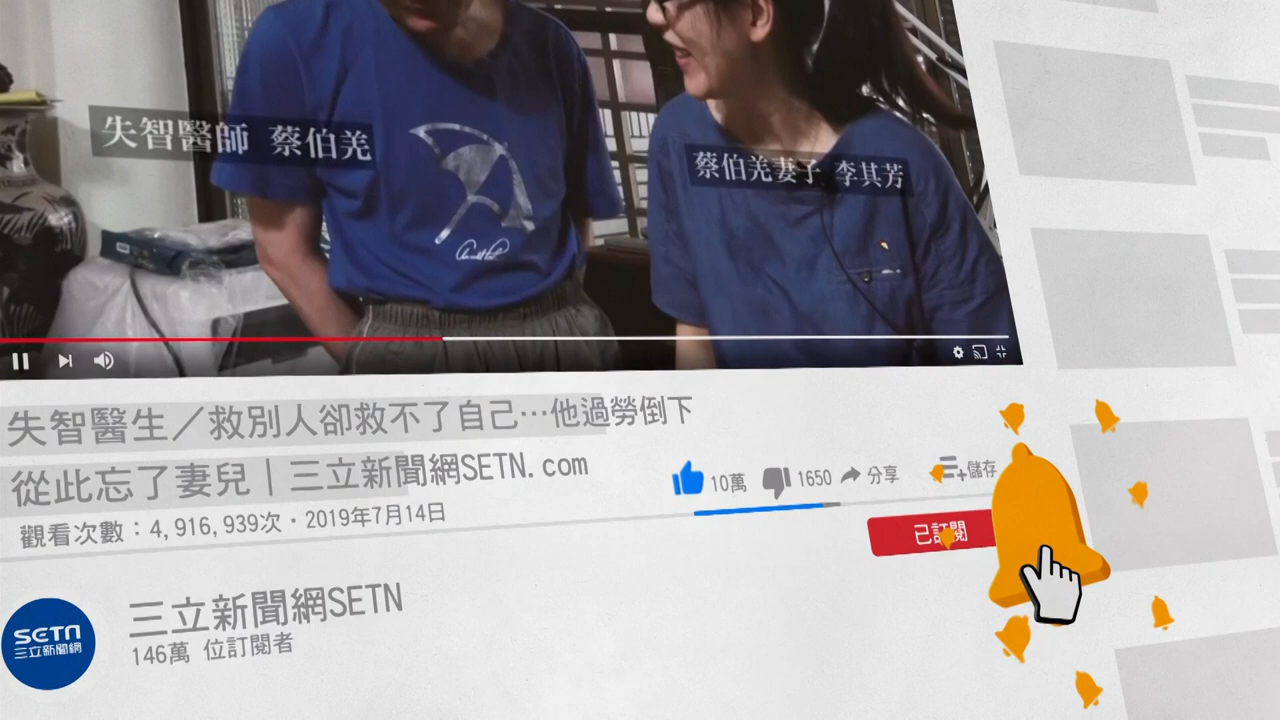 失智醫師 蔡伯羌
蔡伯羌妻子 李其芳
失智醫生／救別人卻救不了自己…他過勞倒下
從此忘了妻兒｜三立新聞網SETN.com
觀看次數：4,916,939次・2019年7月14日
10萬
1650
分享
儲存
已訂閱
SETN
三立新聞網
三立新聞網SETN
146萬 位訂閱者